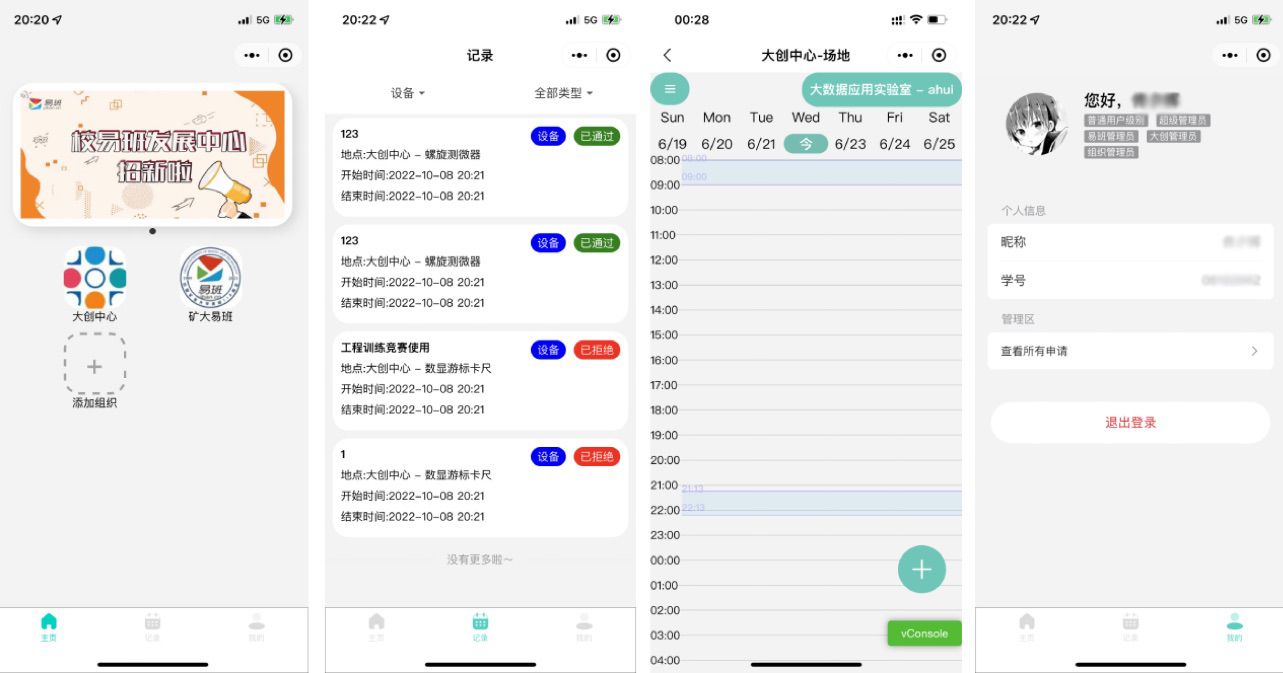 20:20
5G
易班
校易班发展中心
招新啦
易班
大创中心
矿大易班
添加组织
主页
记录
我的
20:22
5G
记录
设备
全部类型
123
设备
已通过
地点:大创中心 - 螺旋测微器
开始时间:2022-10-08 20:21
结束时间:2022-10-08 20:21
123
设备
已通过
地点:大创中心 - 螺旋测微器
开始时间:2022-10-08 20:21
结束时间:2022-10-08 20:21
工程训练竞赛使用
设备
已拒绝
地点:大创中心 - 数显游标卡尺
开始时间:2022-10-08 20:21
结束时间:2022-10-08 20:21
1
设备
已拒绝
地点:大创中心 - 数显游标卡尺
开始时间:2022-10-08 20:21
结束时间:2022-10-08 20:21
没有更多啦~
主页
记录
我的
00:28
大创中心-场地
大数据应用实验室 - ahui
Sun Mon Tue Wed Thu Fri Sat
6/19 6/20 6/21 今 6/23 6/24 6/25
08:00 08:00
09:00 09:00
10:00
11:00
12:00
13:00
14:00
15:00
16:00
17:00
18:00
19:00
20:00
21:00 21:13
22:00 22:13
23:00
00:00
01:00
02:00
03:00
04:00
vConsole
20:22
5G
您好,
普通用户级别 超级管理员
易班管理员 大创管理员
组织管理员
个人信息
昵称
学号
管理区
查看所有申请
退出登录
主页
记录
我的